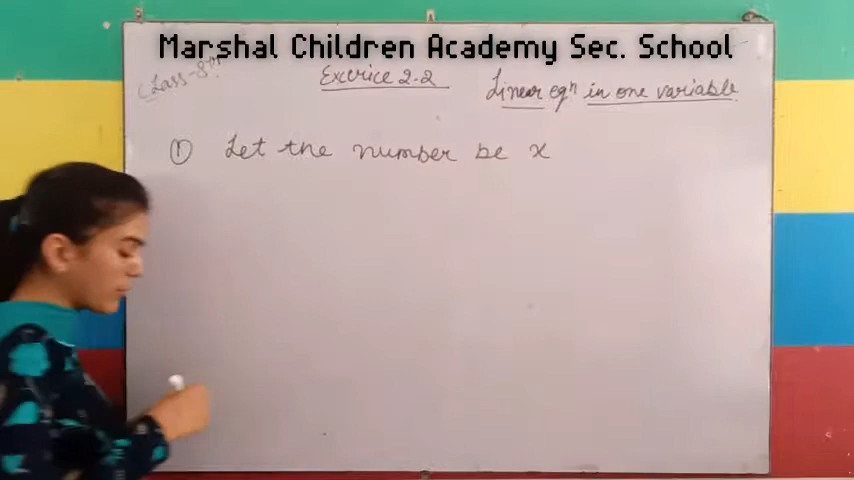 Marshal Children Academy Sec. School
Class-8th
Excerice 2.2
Linear eqn in one variable
① Let the number be x